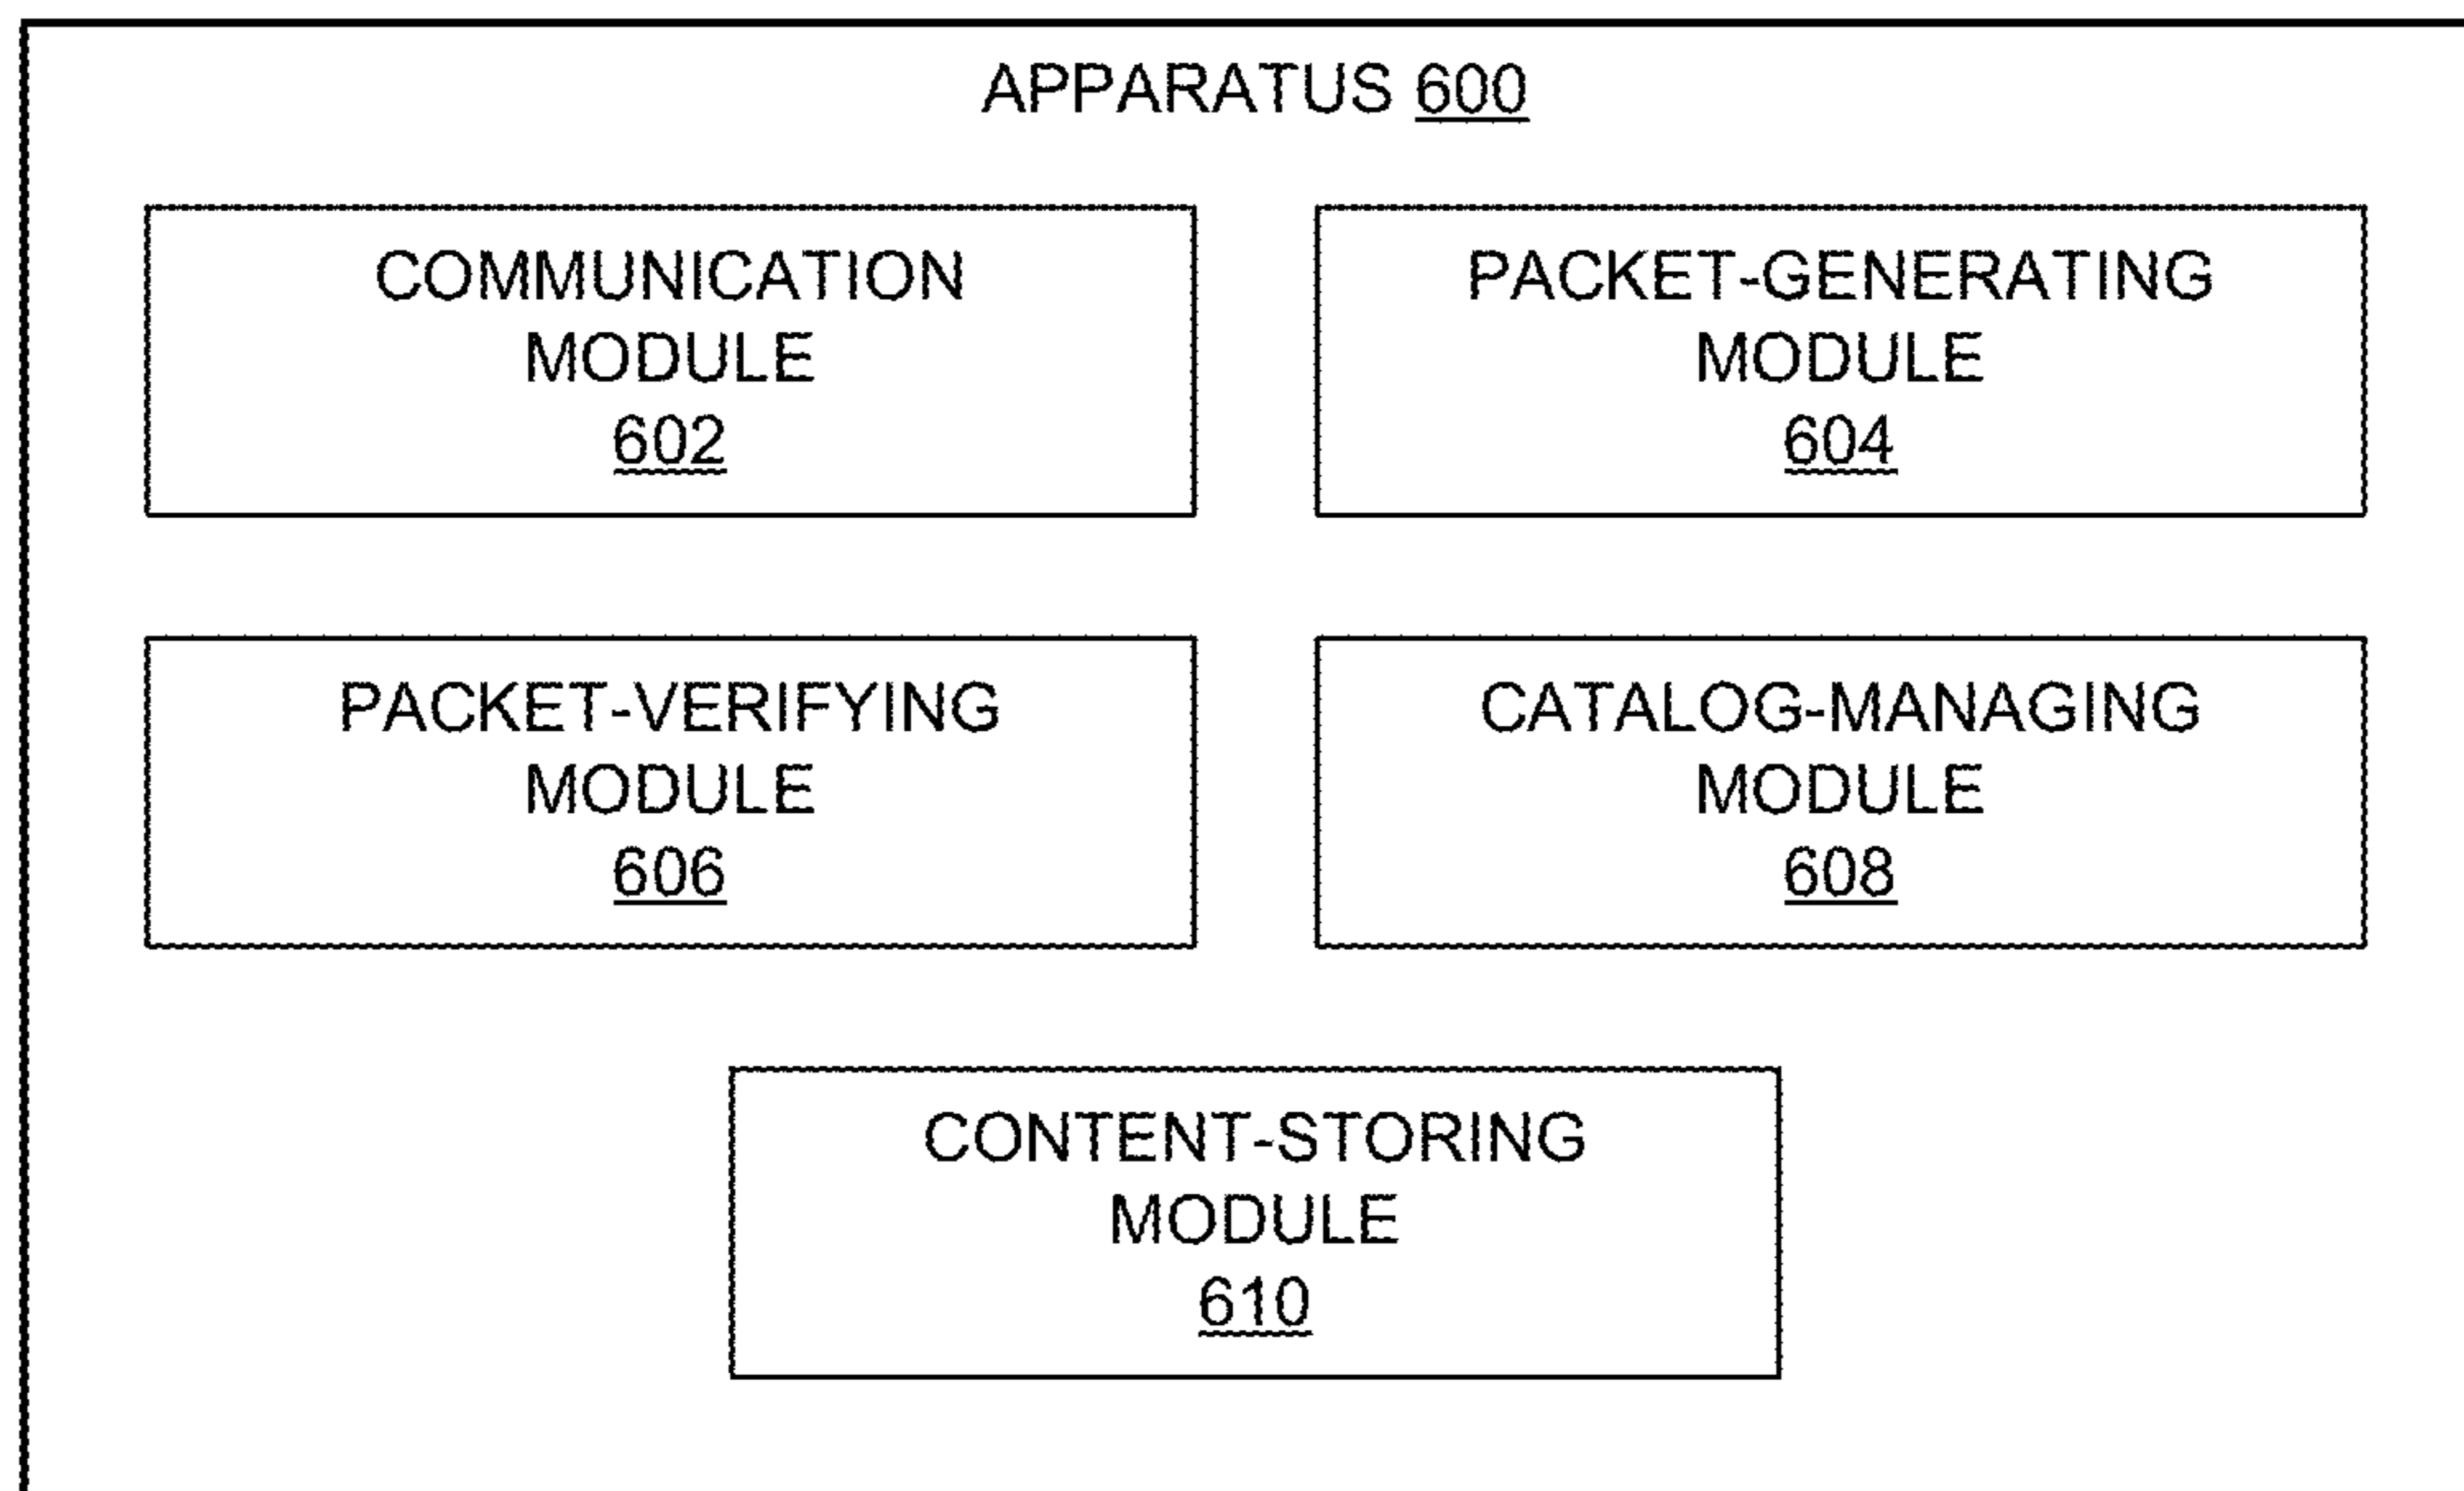 APPARATUS 600
COMMUNICATION
MODULE
602
PACKET-GENERATING
MODULE
604
PACKET-VERIFYING
MODULE
606
CATALOG-MANAGING
MODULE
608
CONTENT-STORING
MODULE
610